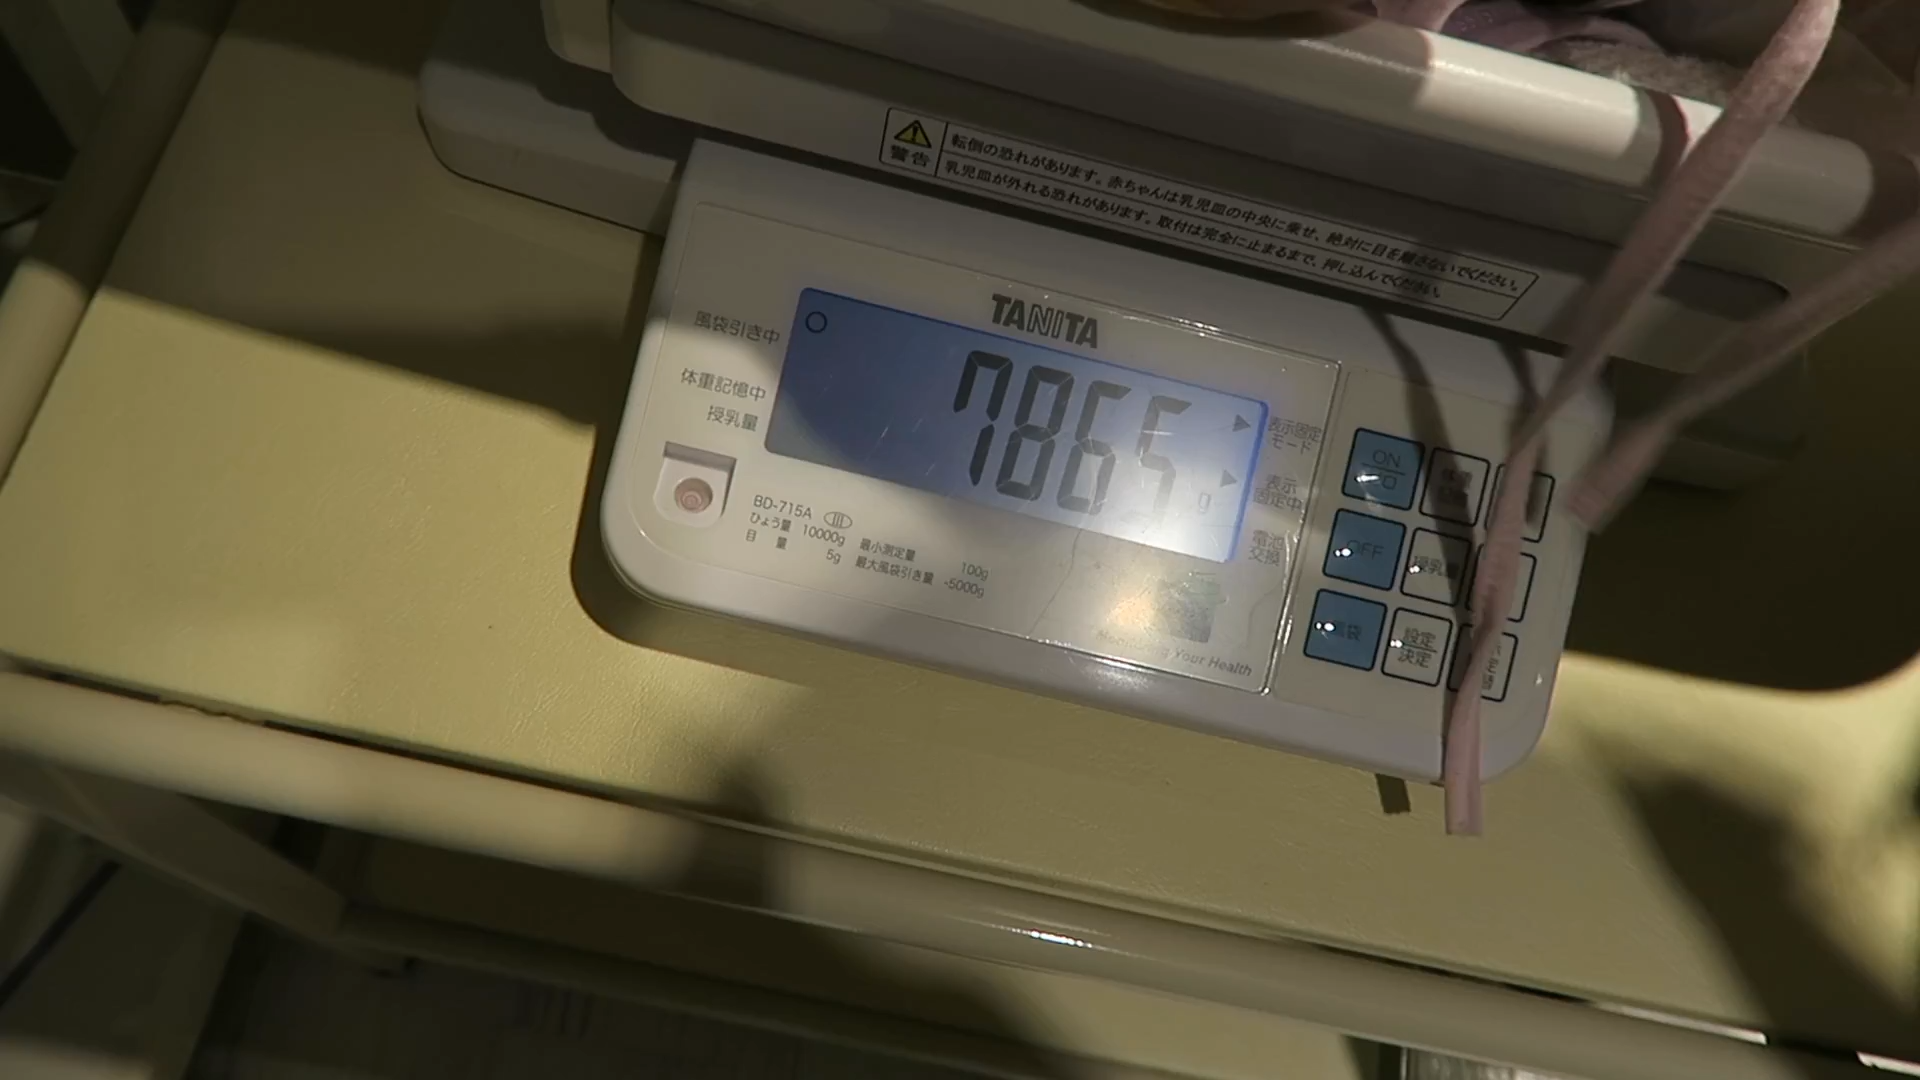 警告
転倒の恐れがあります。赤ちゃんは乳児皿の中央に乗せ、絶対に目を離さないでください。
乳児皿が外れる恐れがあります。取付は完全に止まるまで、押し込んでください。
TANITA
風袋引き中
体重記憶中
授乳量
7865 g
表示固定
モード
表示
固定中
電池
交換
BD-715A III
ひょう量 10000g 最小測定量 100g
目 量 5g 最大風袋引き量 -5000g
Measuring Your Health
ON
OFF
授乳量
風袋
設定
決定